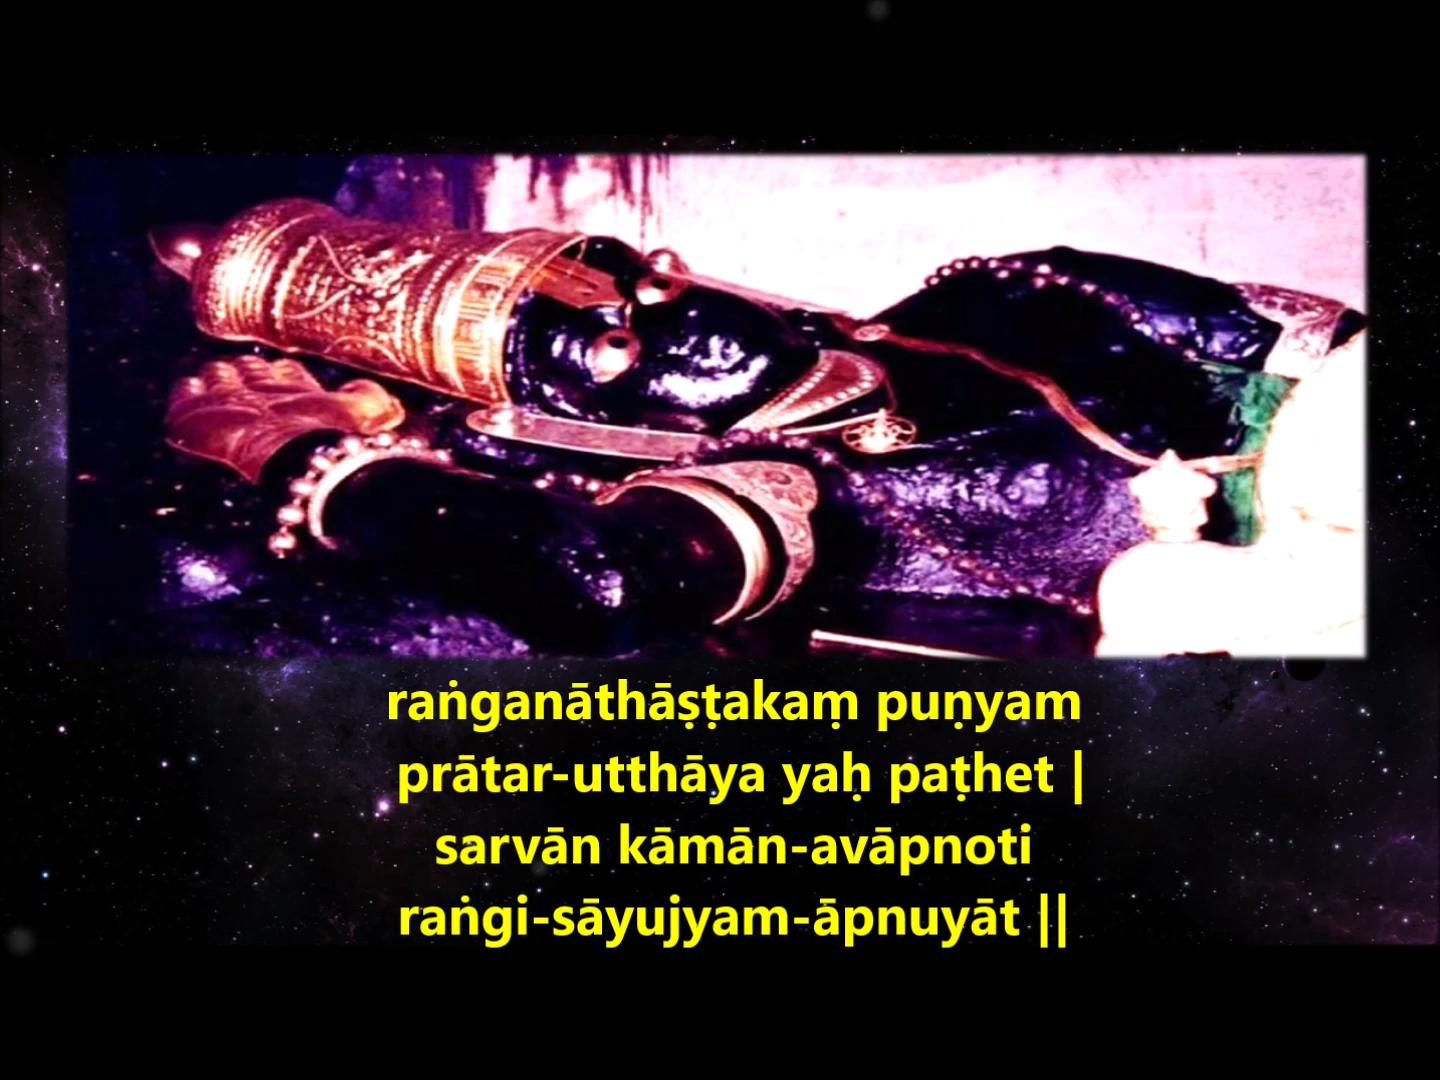 raṅganāthāṣṭakaṃ puṇyam
prātar-utthāya yaḥ paṭhet |
sarvān kāmān-avāpnoti
raṅgi-sāyujyam-āpnuyāt ||